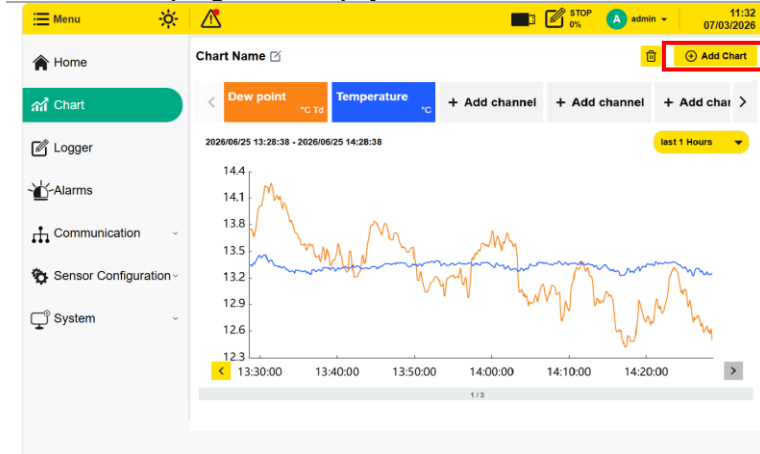 Menu
STOP
0%
A admin
11:32
07/03/2026
Home
Chart
Logger
Alarms
Communication
Sensor Configuration
System
Chart Name
Add Chart
Dew point
°C Td
Temperature
°C
+ Add channel
+ Add channel
+ Add char
2026/06/25 13:28:38 - 2026/06/25 14:28:38
last 1 Hours
14.4
14.1
13.8
13.5
13.2
12.9
12.6
12.3
13:30:00 13:40:00 13:50:00 14:00:00 14:10:00 14:20:00
1 / 3